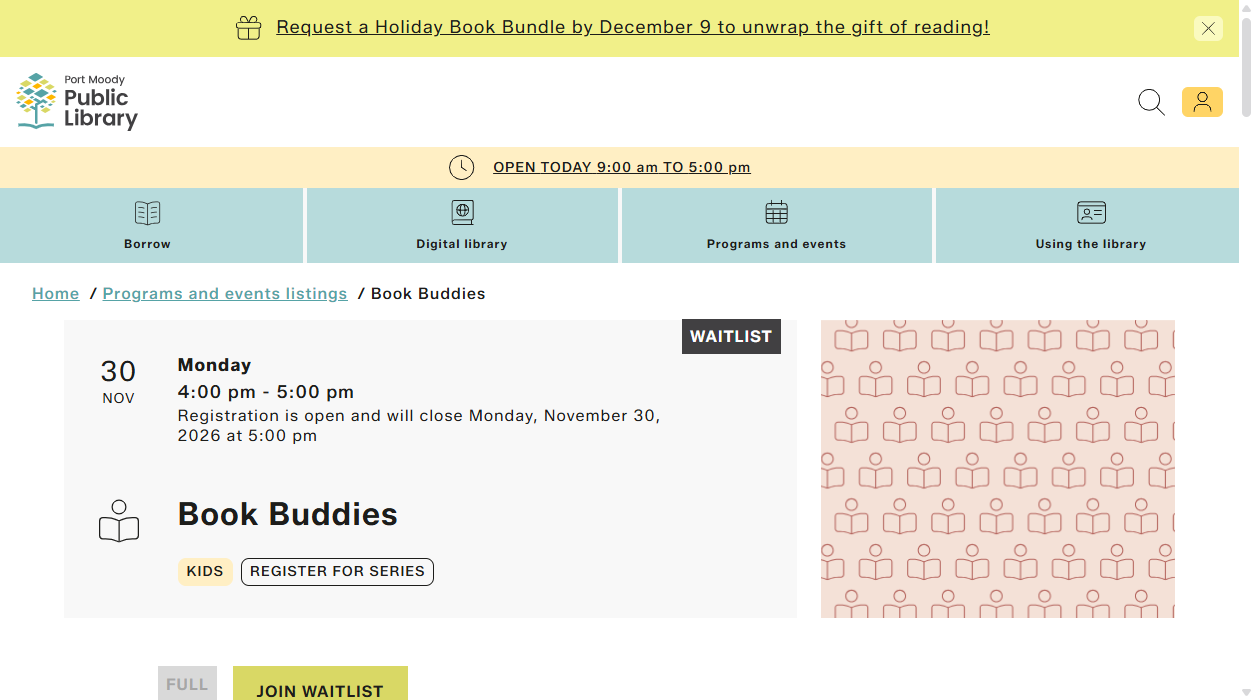 Request a Holiday Book Bundle by December 9 to unwrap the gift of reading!
Port Moody
Public
Library
OPEN TODAY 9:00 am TO 5:00 pm
Borrow
Digital library
Programs and events
Using the library
Home / Programs and events listings / Book Buddies
WAITLIST
30
NOV
Monday
4:00 pm - 5:00 pm
Registration is open and will close Monday, November 30,
2026 at 5:00 pm
Book Buddies
KIDS
REGISTER FOR SERIES
FULL
JOIN WAITLIST